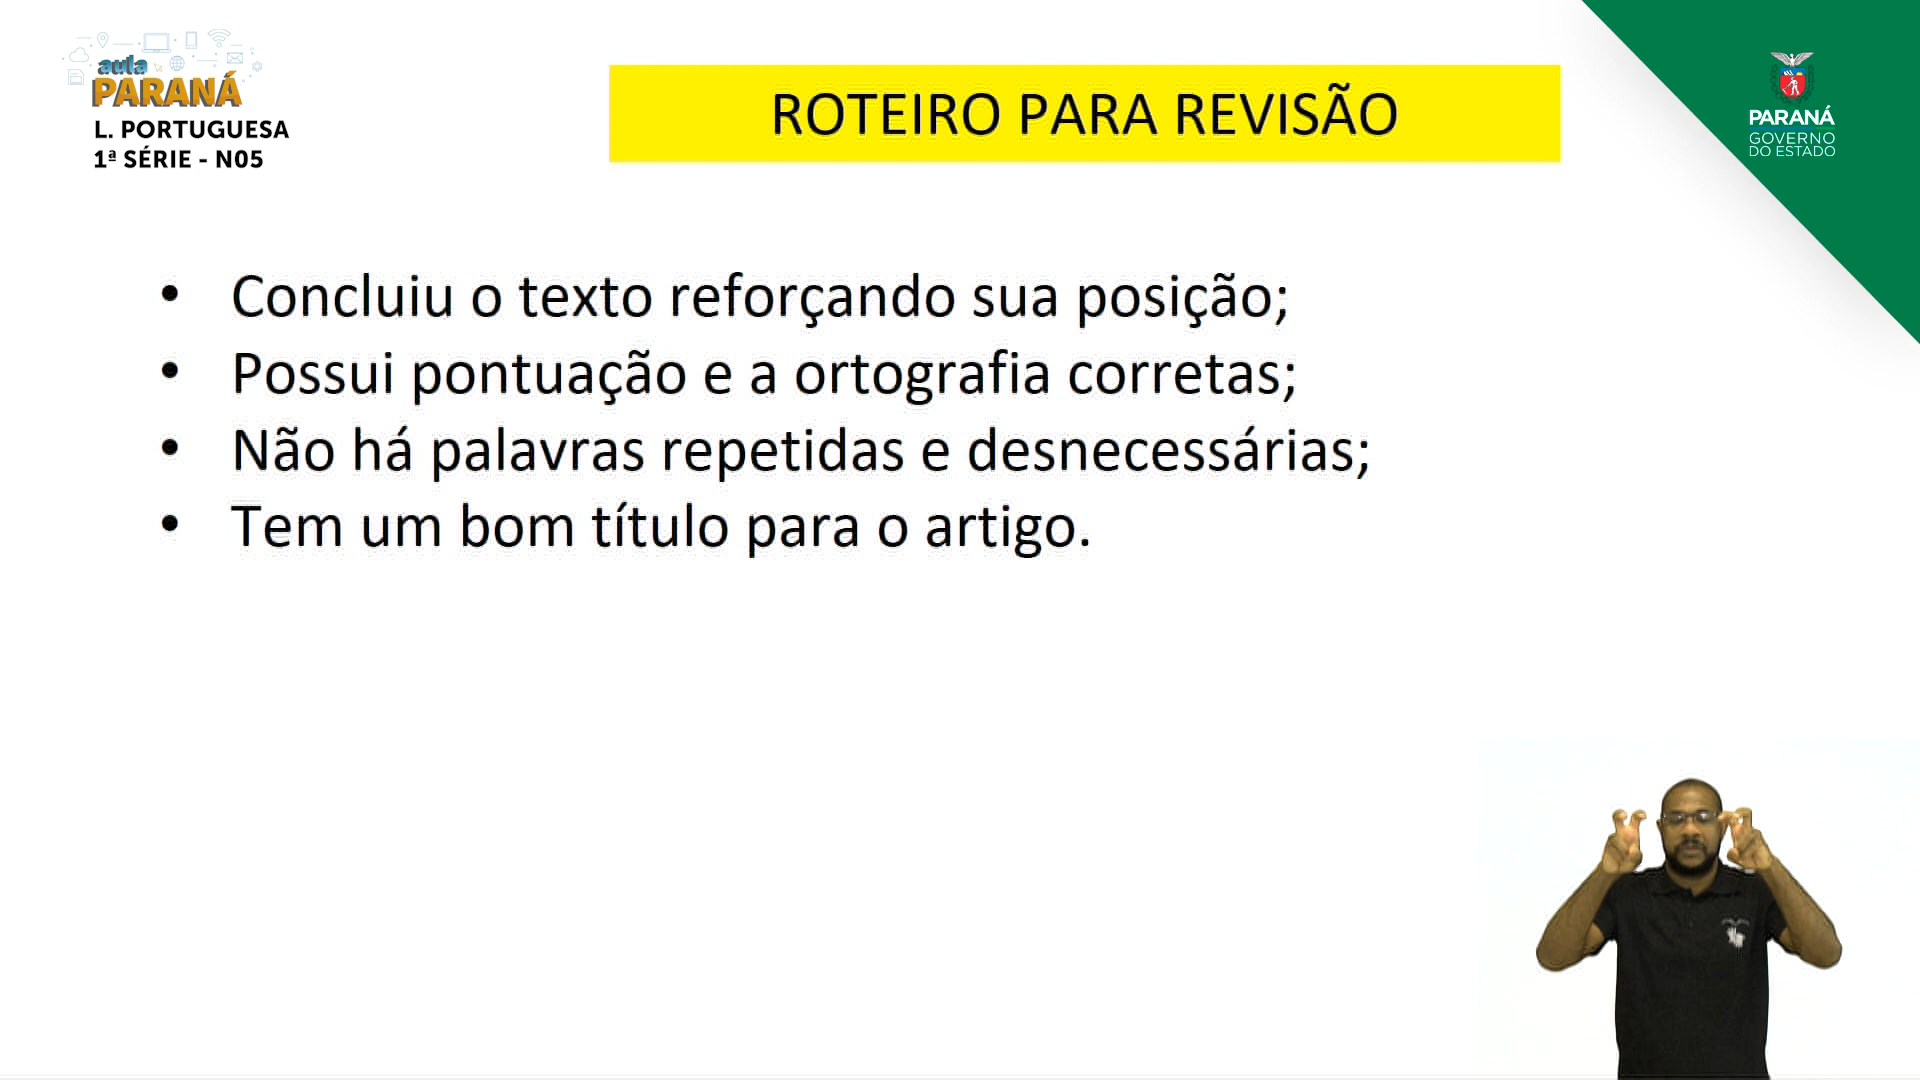 aula
PARANÁ
L. PORTUGUESA
1ª SÉRIE - N05
ROTEIRO PARA REVISÃO
PARANÁ
GOVERNO
DO ESTADO
• Concluiu o texto reforçando sua posição;
• Possui pontuação e a ortografia corretas;
• Não há palavras repetidas e desnecessárias;
• Tem um bom título para o artigo.